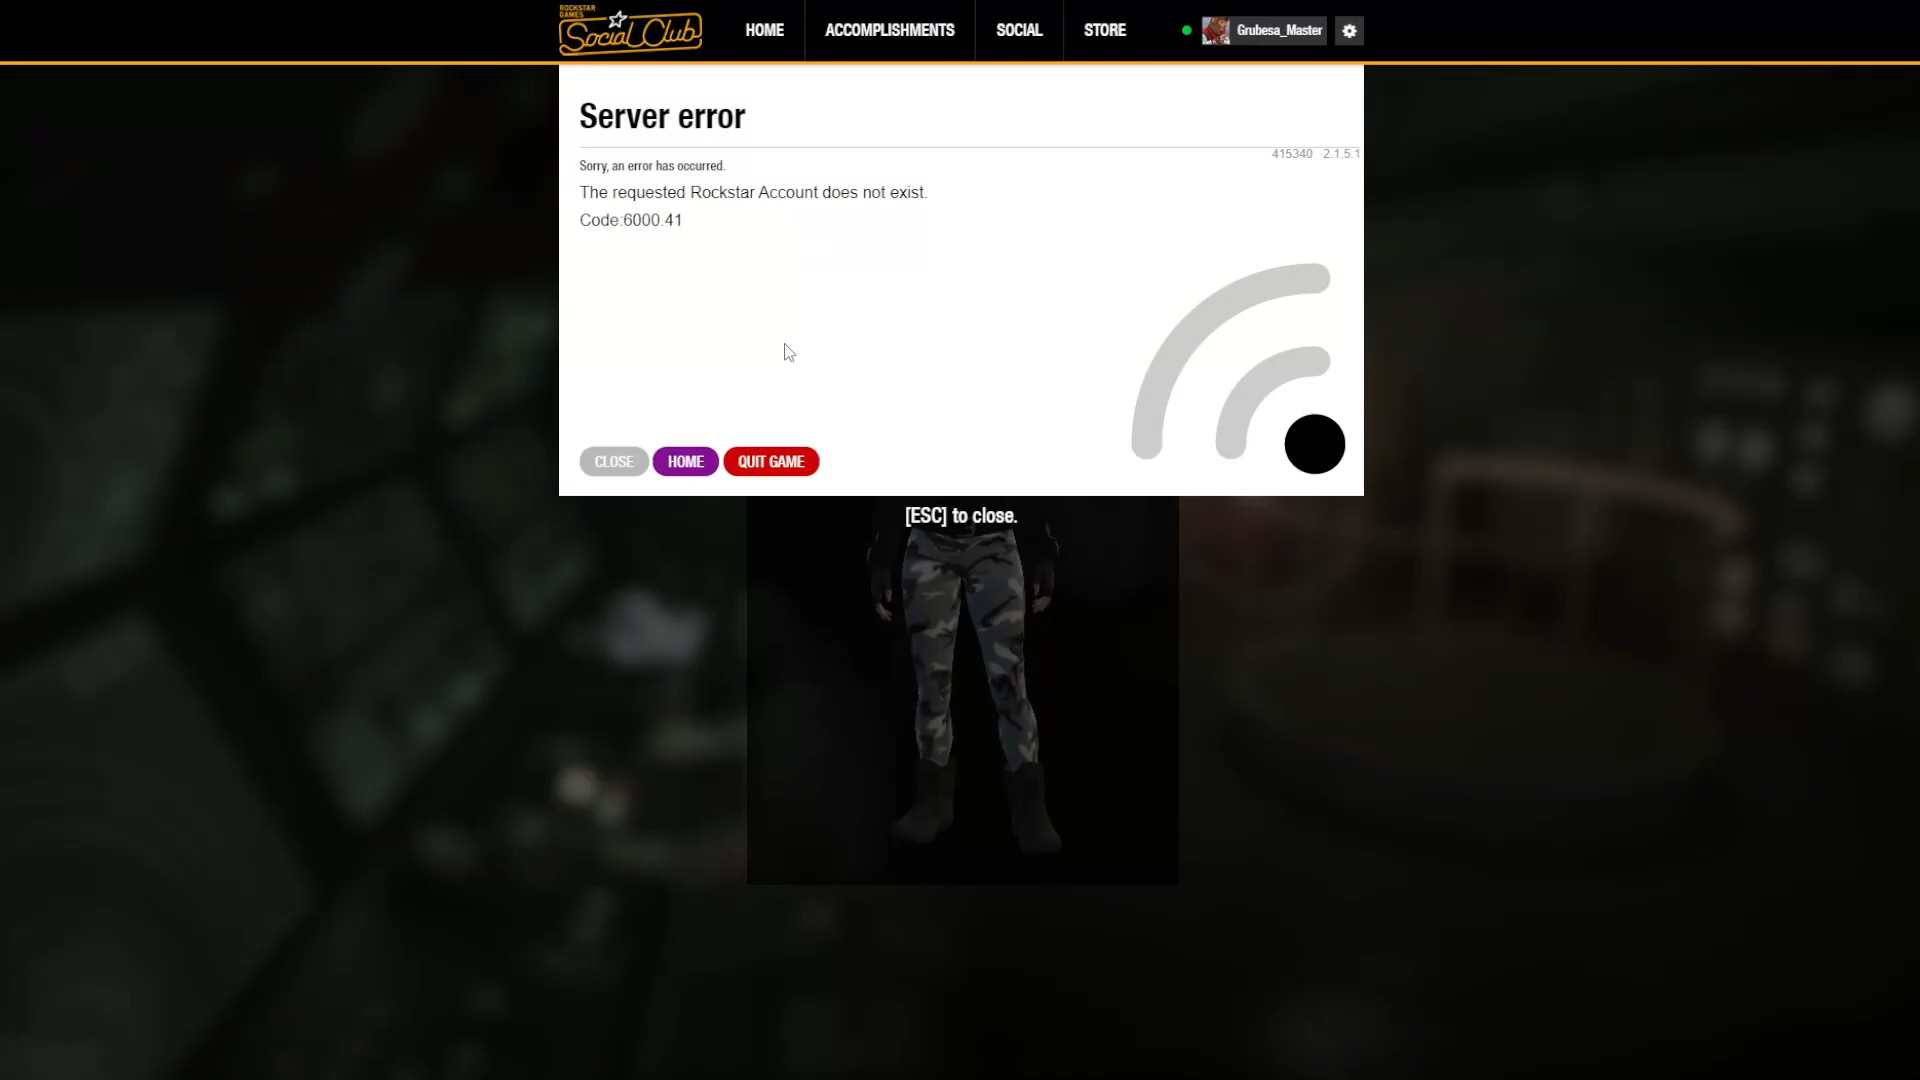 ROCKSTAR
GAMES
Social Club
HOME
ACCOMPLISHMENTS
SOCIAL
STORE
Grubesa_Master
Server error
415340 2.1.5.1
Sorry, an error has occurred.
The requested Rockstar Account does not exist.
Code:6000.41
CLOSE
HOME
QUIT GAME
[ESC] to close.